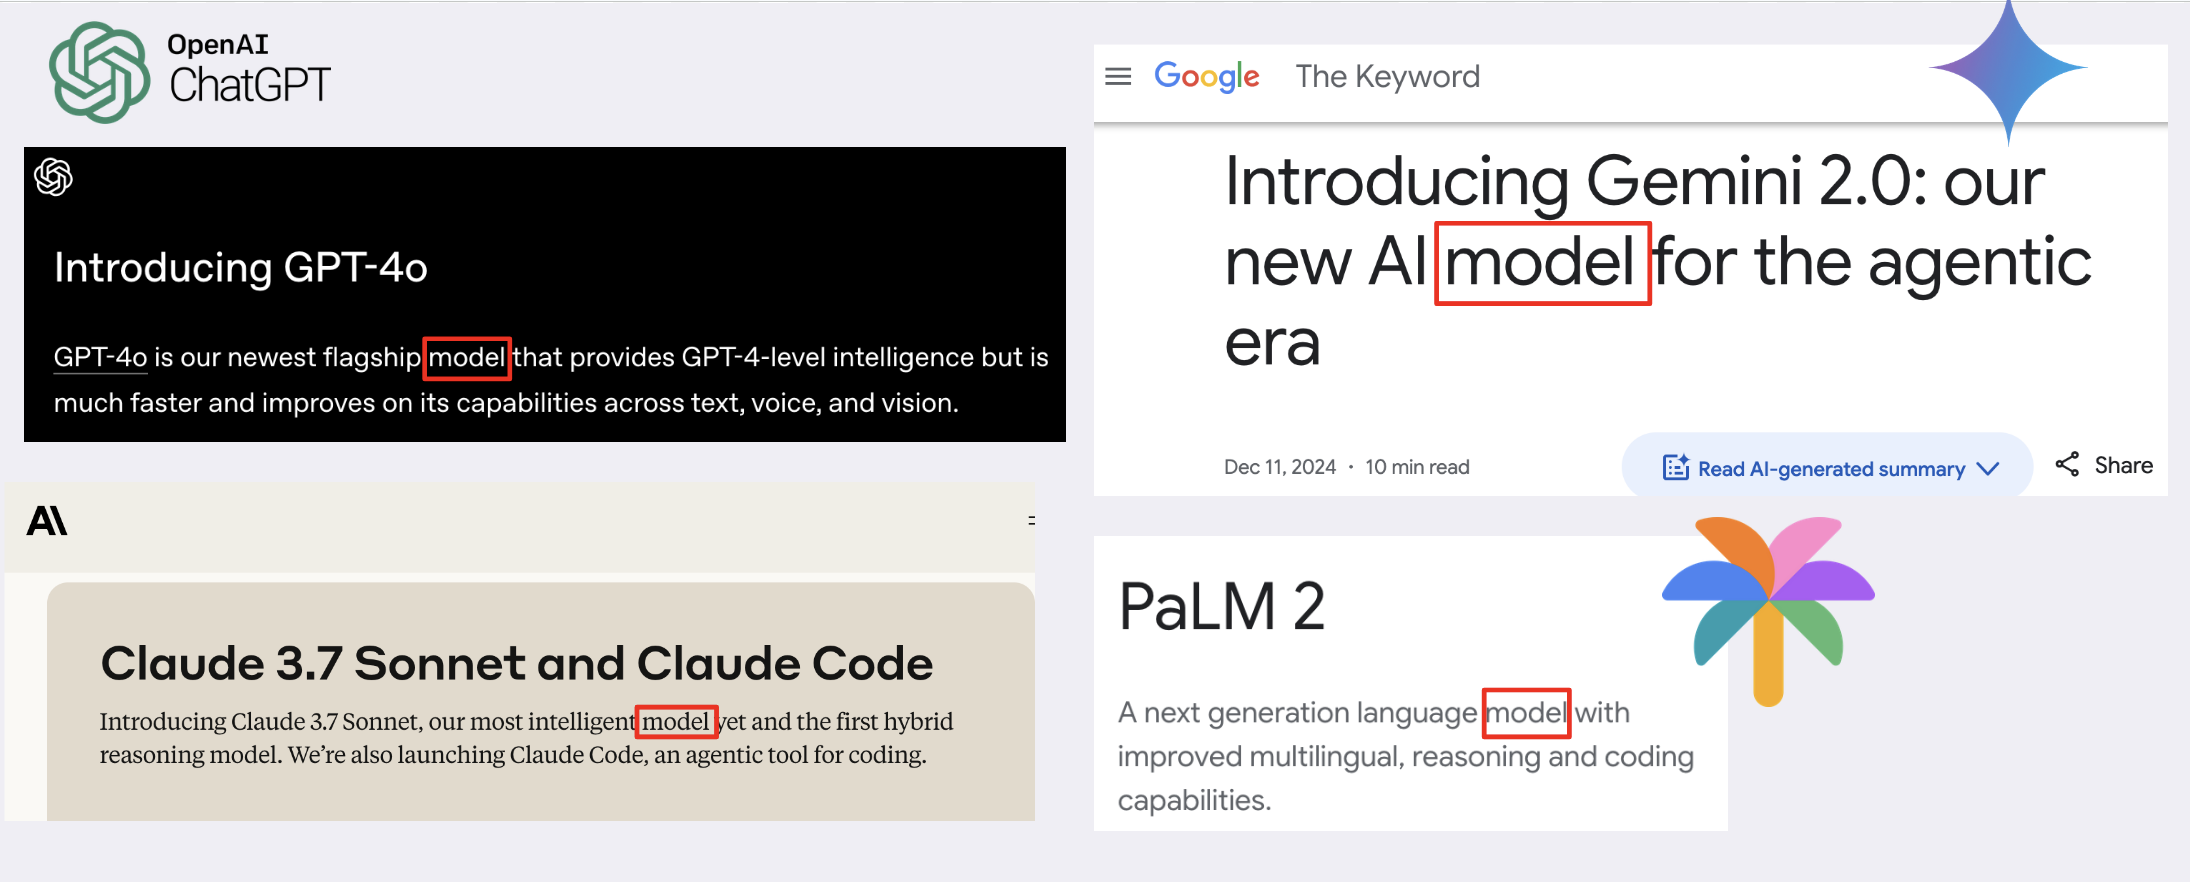 OpenAI
ChatGPT
Introducing GPT-4o
GPT-4o is our newest flagship model that provides GPT-4-level intelligence but is
much faster and improves on its capabilities across text, voice, and vision.
Google The Keyword
Introducing Gemini 2.0: our
new AI model for the agentic
era
Dec 11, 2024 • 10 min read
Read AI-generated summary
Share
A\
Claude 3.7 Sonnet and Claude Code
Introducing Claude 3.7 Sonnet, our most intelligent model yet and the first hybrid
reasoning model. We’re also launching Claude Code, an agentic tool for coding.
PaLM 2
A next generation language model with
improved multilingual, reasoning and coding
capabilities.